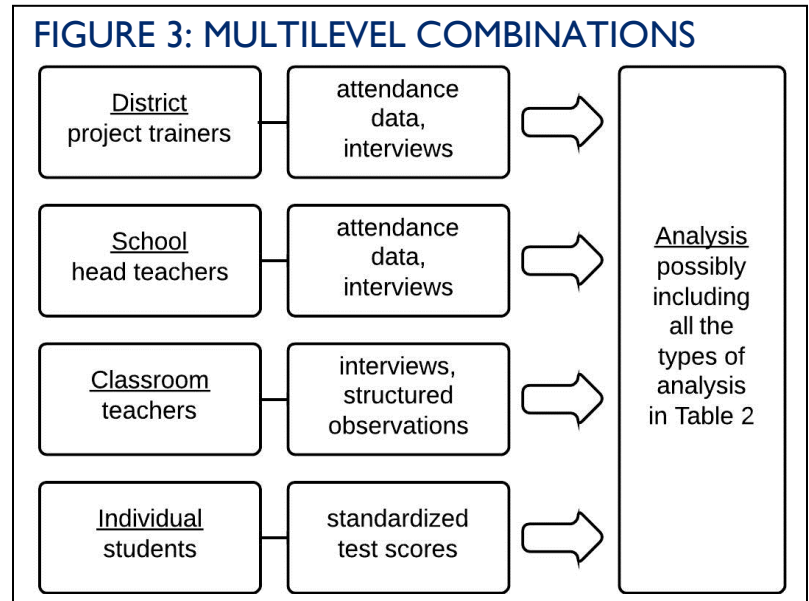 FIGURE 3: MULTILEVEL COMBINATIONS
District
project trainers
attendance
data,
interviews
School
head teachers
attendance
data,
interviews
Classroom
teachers
interviews,
structured
observations
Individual
students
standardized
test scores
Analysis
possibly
including
all the
types of
analysis
in Table 2